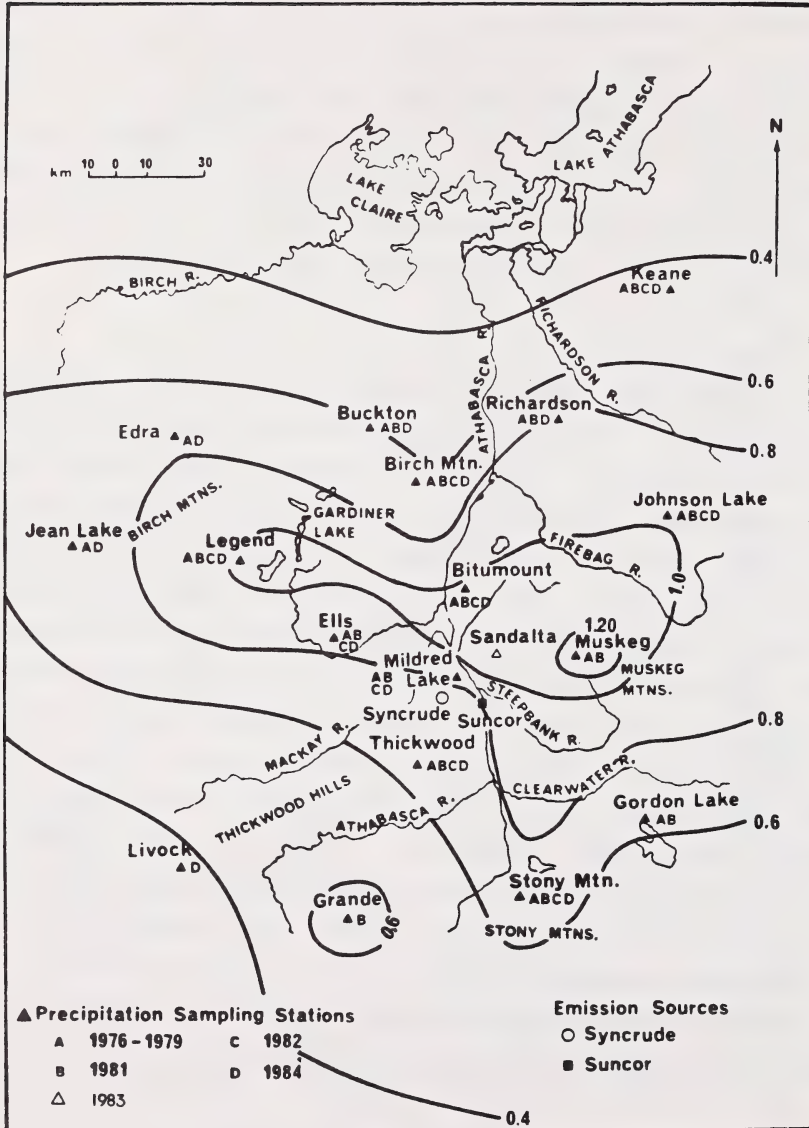 N
10 0 10 30
km
LAKE
ATHABASCA
LAKE
CLAIRE
0.4
BIRCH R.
Keane
ABCD
RICHARDSON R.
ATHABASCA R.
0.6
Buckton
ABD
Richardson
ABD
Edra
AD
0.8
Birch Mtn.
ABCD
BIRCH MTNS.
GARDINER
LAKE
Johnson Lake
ABCD
Jean Lake
AD
Legend
ABCD
FIREBAG R.
Bitumount
ABCD
1.0
Ells
AB
CD
Sandalta
1.20
Muskeg
AB
MUSKEG
MTNS.
Mildred
Lake
AB
CD
STEEPBANK R.
Syncrude
Suncor
0.8
MACKAY R.
Thickwood
ABCD
CLEARWATER R.
THICKWOOD HILLS
ATHABASCA R.
Gordon Lake
AB
0.6
Livock
D
Stony Mtn.
ABCD
Grande
B
0.6
STONY MTNS.
Precipitation Sampling Stations
A 1976-1979 C 1982
B 1981 D 1984
△ 1983
Emission Sources
Syncrude
Suncor
0.4